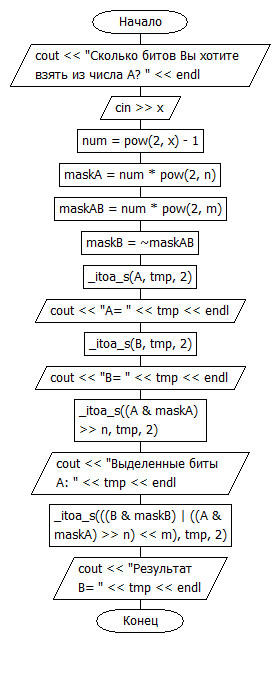 Начало
cout << "Сколько битов Вы хотите
взять из числа A? " << endl
cin >> x
num = pow(2, x) - 1
maskA = num * pow(2, n)
maskAB = num * pow(2, m)
maskB = ~maskAB
_itoa_s(A, tmp, 2)
cout << "A= " << tmp << endl
_itoa_s(B, tmp, 2)
cout << "B= " << tmp << endl
_itoa_s((A & maskA)
>> n, tmp, 2)
cout << "Выделенные биты
A: " << tmp << endl
_itoa_s(((B & maskB) | ((A &
maskA) >> n) << m), tmp, 2)
cout << "Результат
B= " << tmp << endl
Конец